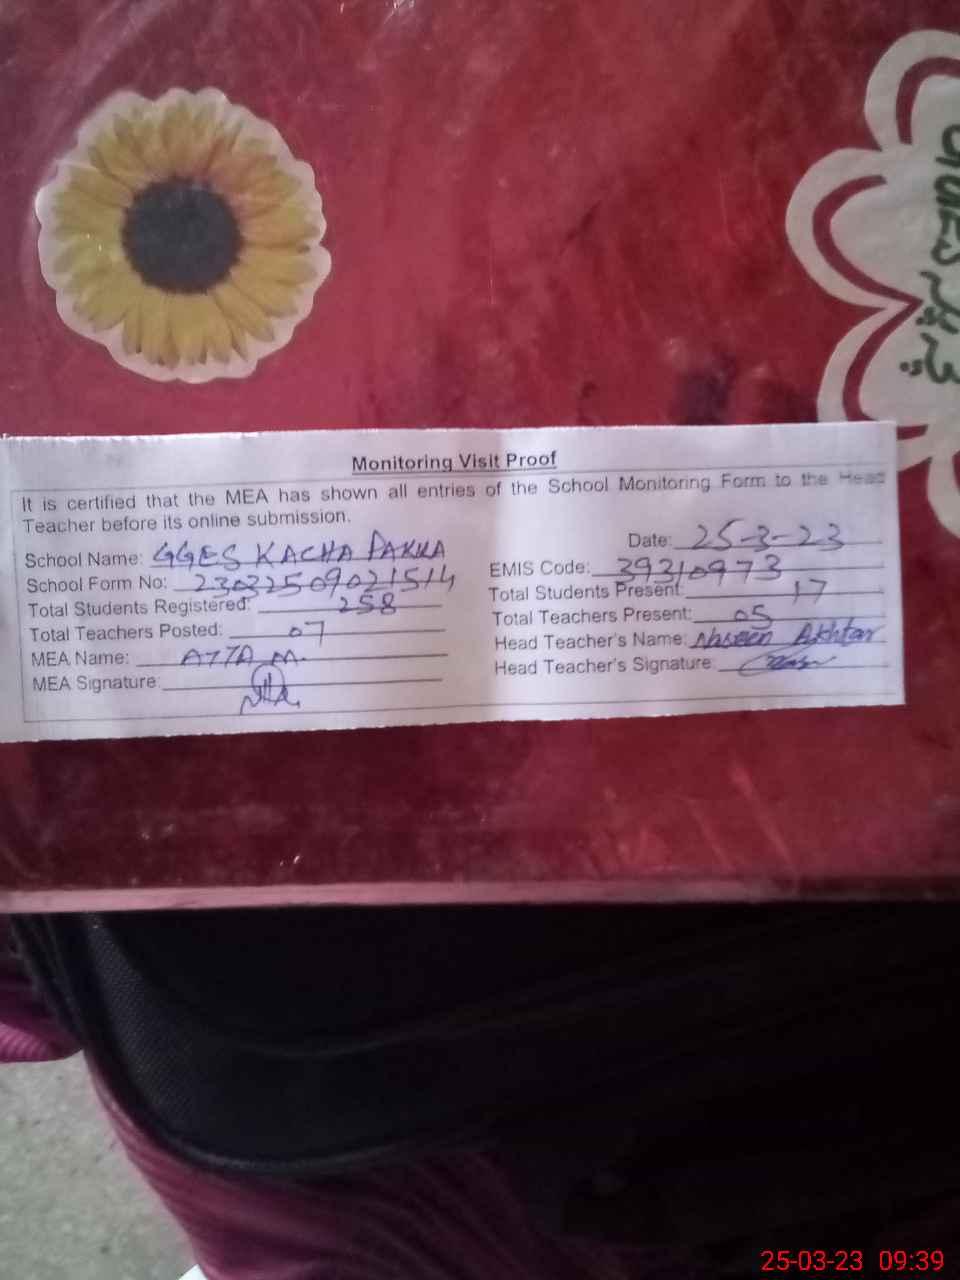 Monitoring Visit Proof
It is certified that the MEA has shown all entries of the School Monitoring Form to the Head
Teacher before its online submission.
Date: 25-3-23
School Name: GGES KACHA PAKKA
EMIS Code: 39310973
School Form No: 23032509021514
Total Students Present: 17
Total Students Registered: 258
Total Teachers Present: 05
Total Teachers Posted: 07
Head Teacher's Name: Naseen Akhtar
MEA Name: ATTA M.
Head Teacher's Signature:
MEA Signature:
25-03-23 09:39